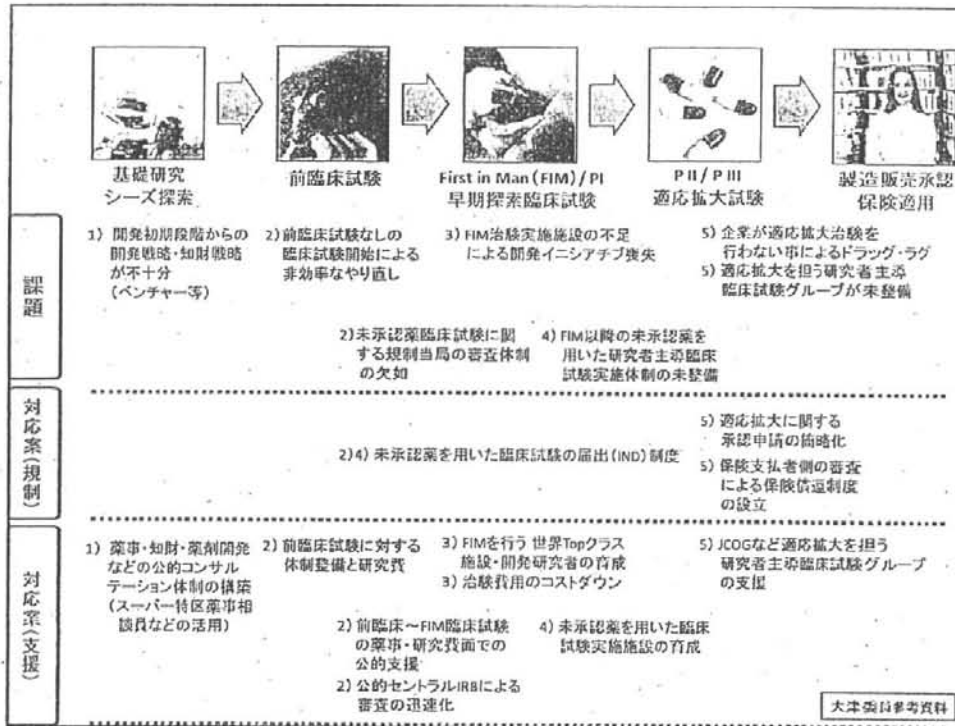 基礎研究
シーズ探索
前臨床試験
First in Man(FIM) / PI
早期探索臨床試験
PⅡ / PⅢ
適応拡大試験
製造販売承認
保険適用
課題
1) 開発初期段階からの
開発戦略・知財戦略
が不十分
(ベンチャー等)
2) 前臨床試験なしの
臨床試験開始による
非効率なやり直し
3) FIM治験実施施設の不足
による開発イニシアチブ喪失
5) 企業が適応拡大治験を
行わない事によるドラッグ・ラグ
5) 適応拡大を担う研究者主導
臨床試験グループが未整備
2) 未承認薬臨床試験に関
する規制当局の審査体制
の欠如
4) FIM以降の未承認薬を
用いた研究者主導臨床
試験実施体制の未整備
対応案(規制)
2)4) 未承認薬を用いた臨床試験の届出(IND)制度
5) 適応拡大に関する
承認申請の簡略化
5) 保険支払者側の審査
による保険償還制度
の設立
対応案(支援)
1) 薬事・知財・薬剤開発
などの公的コンサル
テーション体制の構築
(スーパー特区薬事相
談員などの活用)
2) 前臨床試験に対する
体制整備と研究費
3) FIMを行う 世界Topクラス
施設・開発研究者の育成
3) 治験費用のコストダウン
5) JCOGなど適応拡大を担う
研究者主導臨床試験グループ
の支援
2) 前臨床～FIM臨床試験
の薬事・研究費面での
公的支援
2) 公的セントラルIRBによる
審査の迅速化
4) 未承認薬を用いた臨床
試験実施施設の育成
大津委員参考資料